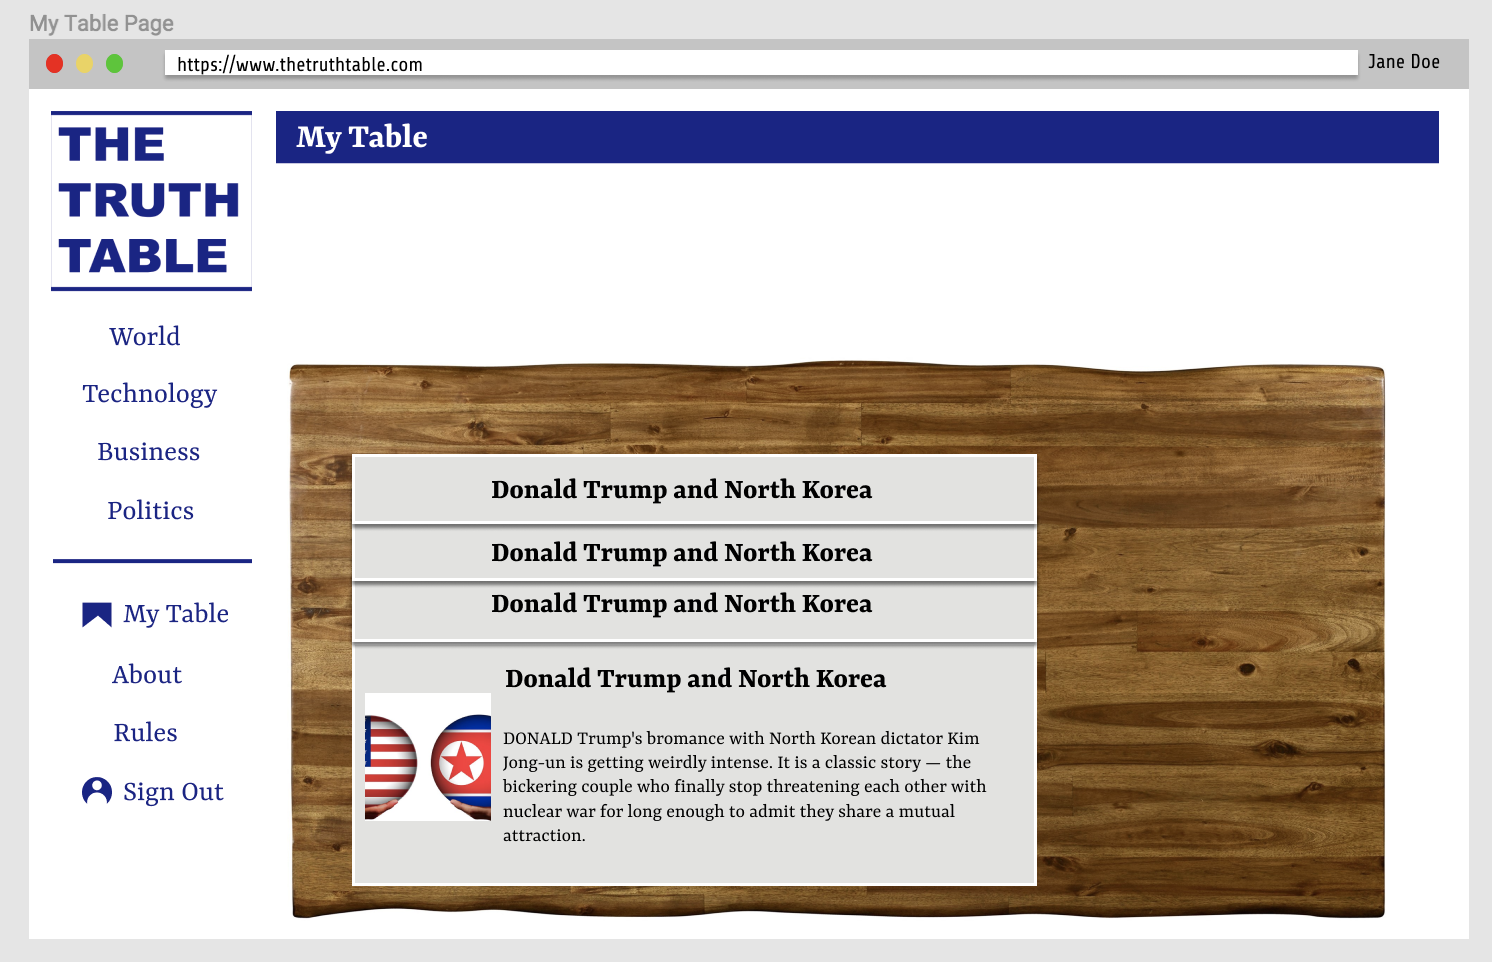 My Table Page
https://www.thetruthtable.com
Jane Doe
THE
TRUTH
TABLE
My Table
World
Technology
Business
Politics
My Table
About
Rules
Sign Out
Donald Trump and North Korea
Donald Trump and North Korea
Donald Trump and North Korea
Donald Trump and North Korea
DONALD Trump's bromance with North Korean dictator Kim
Jong-un is getting weirdly intense. It is a classic story — the
bickering couple who finally stop threatening each other with
nuclear war for long enough to admit they share a mutual
attraction.